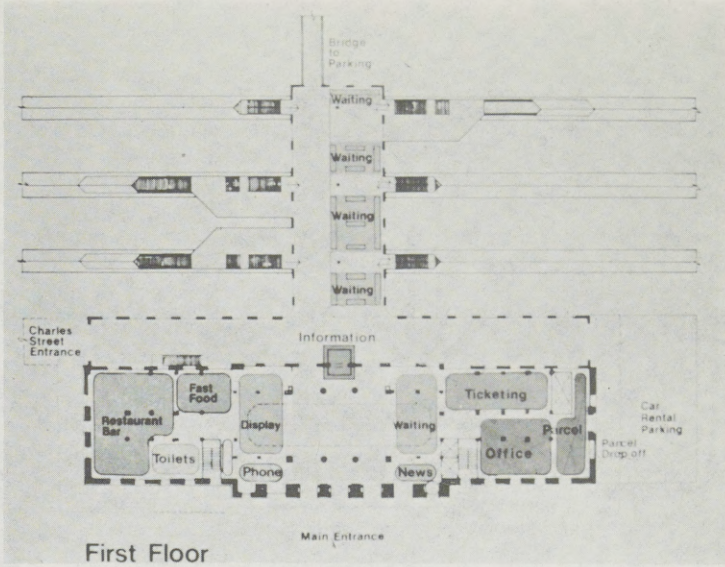 Bridge
to
Parking
Waiting
Waiting
Waiting
Waiting
Charles
Street
Entrance
Information
Fast
Food
Ticketing
Restaurant
Bar
Display
Waiting
Parcel
Car
Rental
Parking
Toilets
Office
Parcel
Drop off
Phone
News
Main Entrance
First Floor